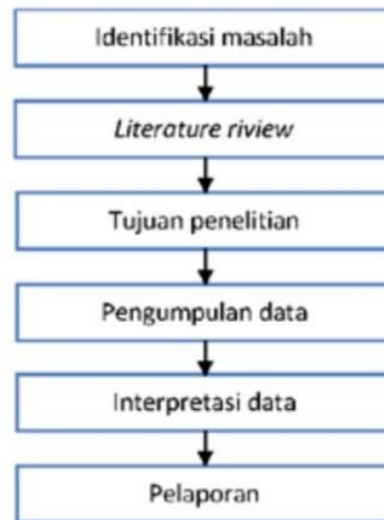 Identifikasi masalah
Literature riview
Tujuan penelitian
Pengumpulan data
Interpretasi data
Pelaporan